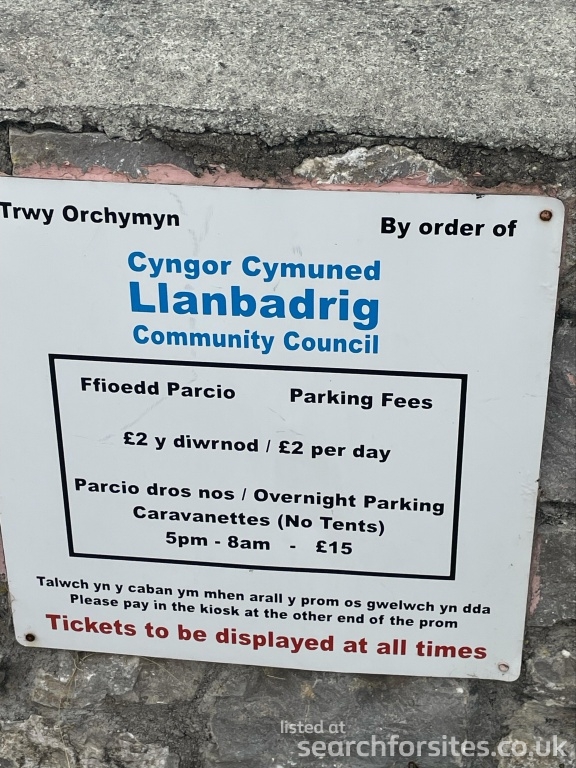 Trwy Orchymyn By order of
Cyngor Cymuned
Llanbadrig
Community Council
Ffioedd Parcio Parking Fees
£2 y diwrnod / £2 per day
Parcio dros nos / Overnight Parking
Caravanettes (No Tents)
5pm - 8am - £15
Talwch yn y caban ym mhen arall y prom os gwelwch yn dda
Please pay in the kiosk at the other end of the prom
Tickets to be displayed at all times
listed at
searchforsites.co.uk